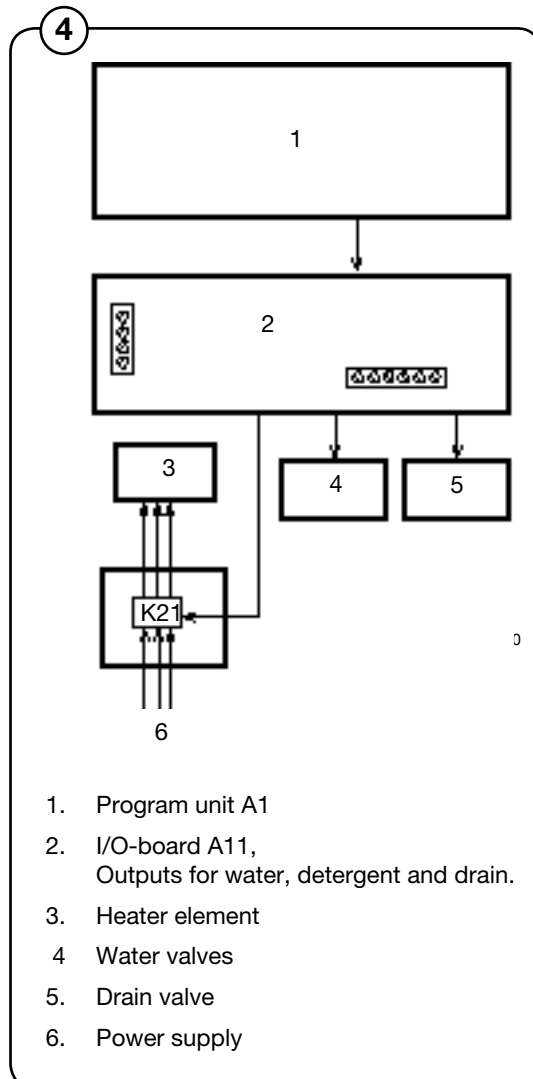 4
1
2
3
4
5
K21
6
1. Program unit A1
2. I/O-board A11,
Outputs for water, detergent and drain.
3. Heater element
4 Water valves
5. Drain valve
6. Power supply